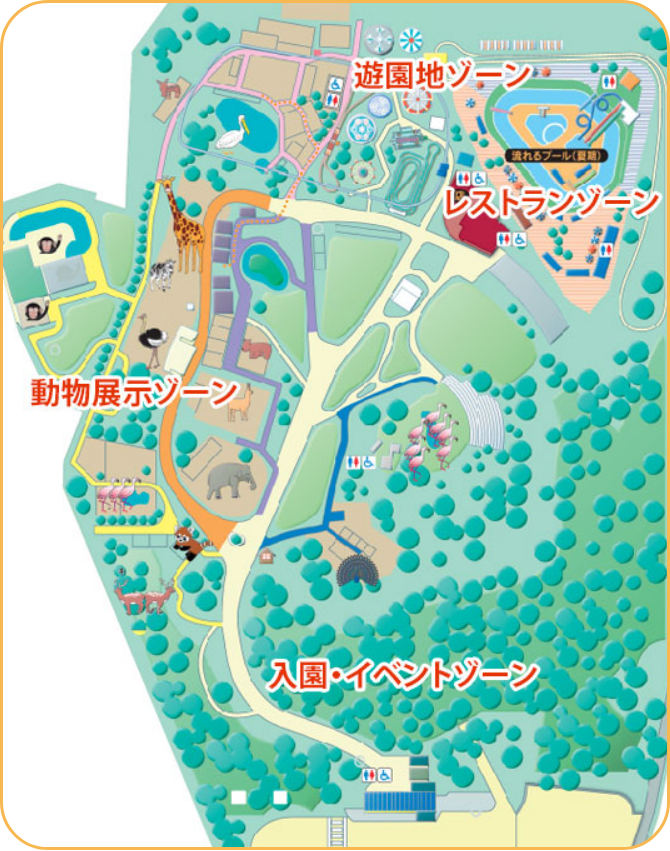 遊園地ゾーン
流れるプール(夏期)
レストランゾーン
動物展示ゾーン
入園・イベントゾーン